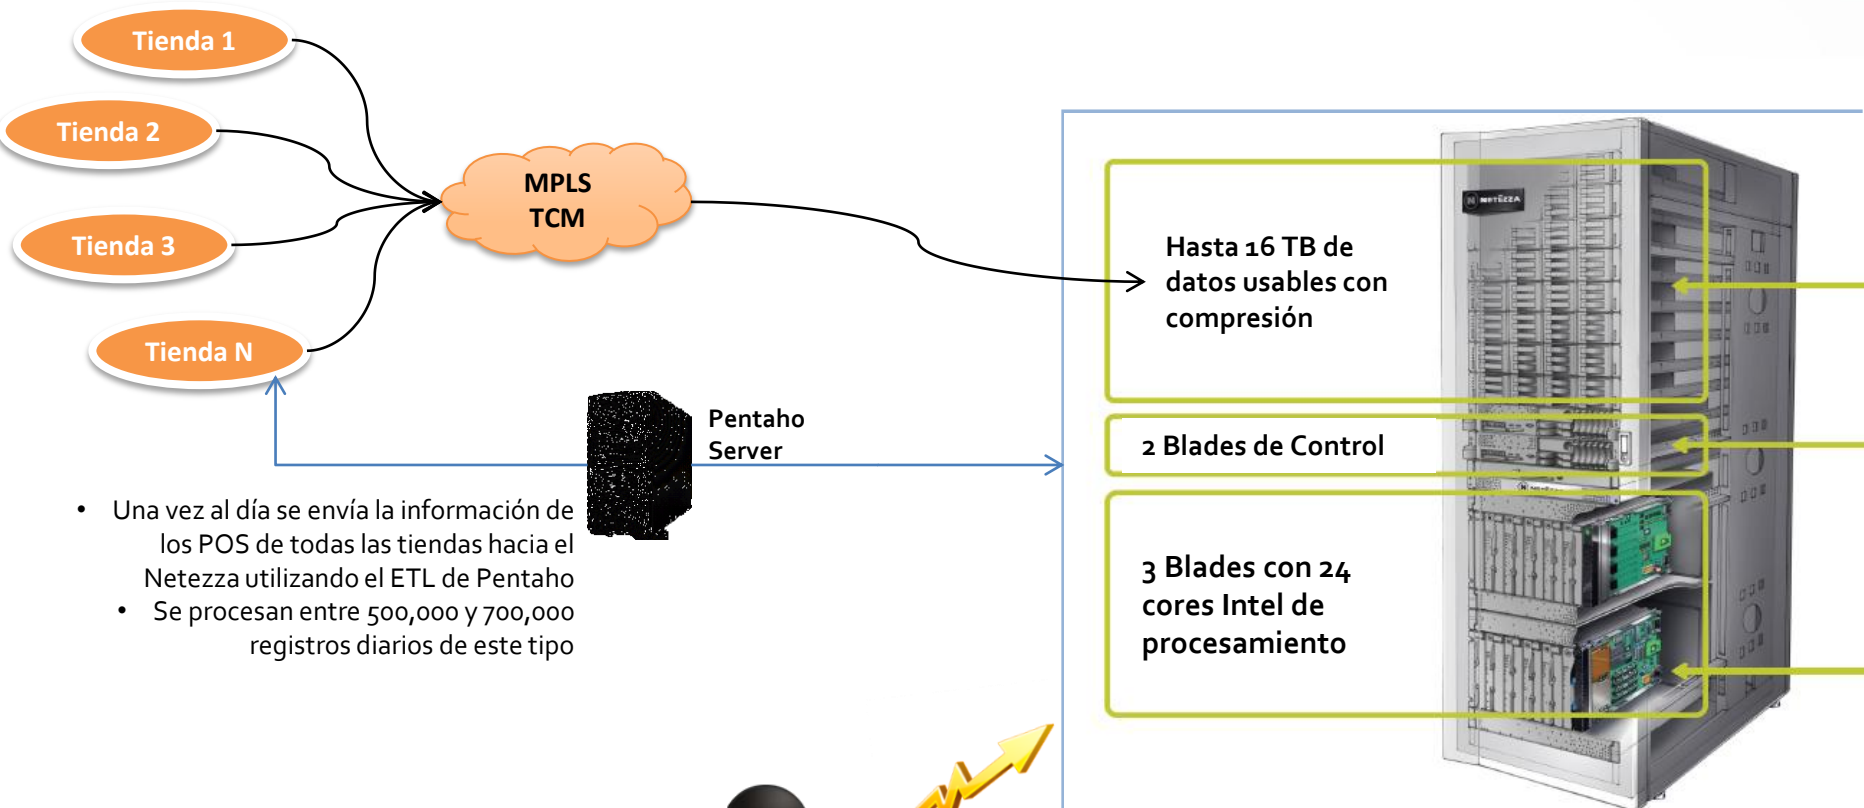 Tienda 1
Tienda 2
Tienda 3
Tienda N
MPLS
TCM
Pentaho
Server
• Una vez al día se envía la información de
los POS de todas las tiendas hacia el
Netezza utilizando el ETL de Pentaho
• Se procesan entre 500,000 y 700,000
registros diarios de este tipo
Hasta 16 TB de
datos usables con
compresión
2 Blades de Control
3 Blades con 24
cores Intel de
procesamiento
N NETEZZA